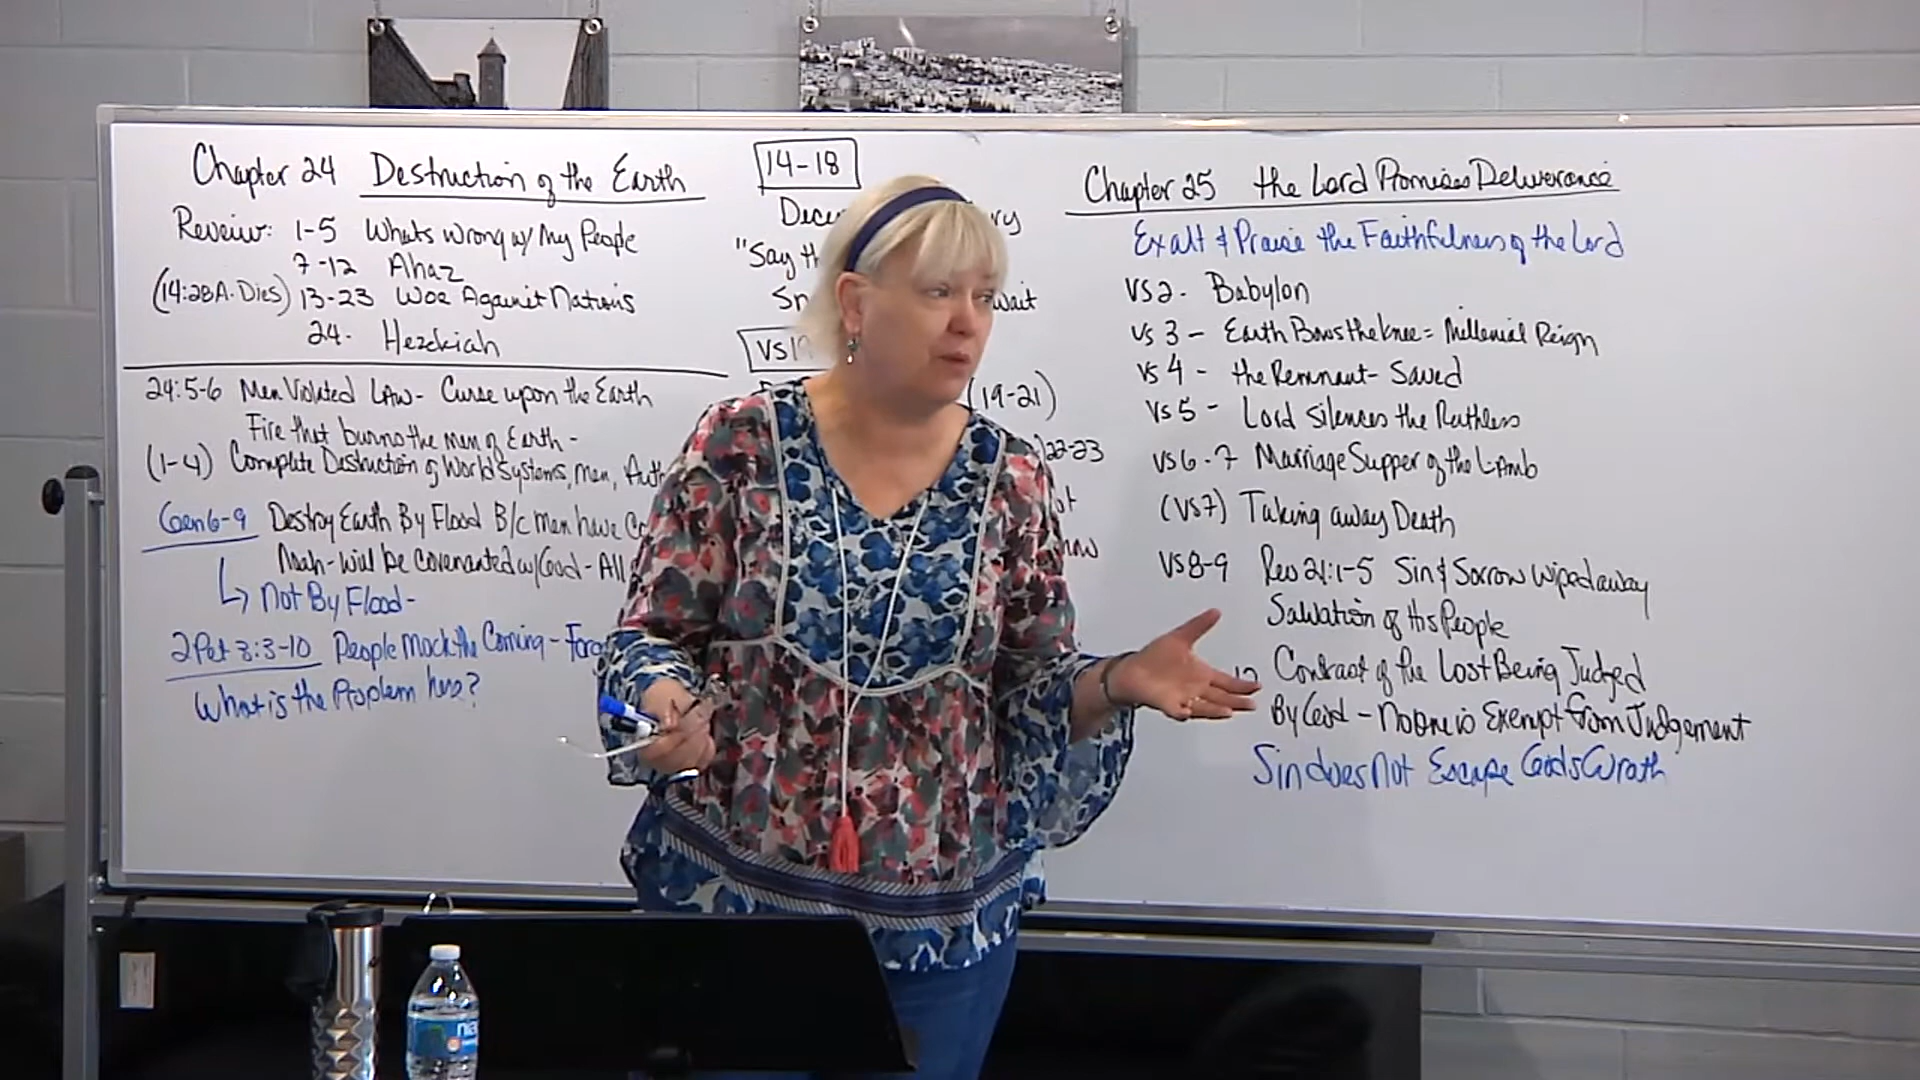 Chapter 24 Destruction of the Earth
Reveiw: 1-5 Whats Wrong w/ My People
7-12 Ahaz
(14:28 A. Dies) 13-23 Woe Against Nations
24- Hezekiah
24:5-6 Men Violated Law - Curse upon the Earth
Fire that burns the men of Earth -
(1-4) Complete Destruction of World Systems, Men,
Gen 6-9 Destroy Earth By Flood B/c men have
Noah - Will be Covenanted w/ God - All
Not By Flood -
2 Pet 3:3-10 People Mock the Coming -
What is the Problem here?
14-18
"Say
wait
(19-21)
22-23
Chapter 25 the Lord Promises Deliverance
Exalt & Praise the Faithfulness of the Lord
vs 2- Babylon
vs 3 - Earth Bows the knee = Millenial Reign
vs 4 - the Remnant - Saved
vs 5 - Lord Silences the Ruthless
vs 6-7 Marriage Supper of the Lamb
(vs 7) Taking away Death
vs 8-9 Rev 21:1-5 Sin & Sorrow wiped away
Salvation of His People
Contrast of the Lost Being Judged
By God - No one is Exempt from Judgement
Sin does not Escape Gods Wrath